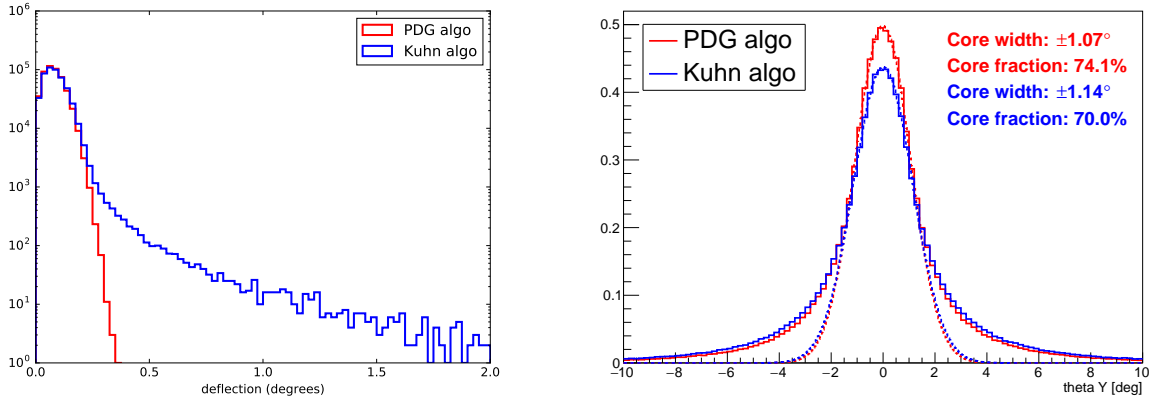 10^6
10^5
10^4
10^3
10^2
10^1
10^0
0.0 0.5 1.0 1.5 2.0
deflection (degrees)
PDG algo
Kuhn algo
0.5
0.4
0.3
0.2
0.1
0
−10 −8 −6 −4 −2 0 2 4 6 8 10
theta Y [deg]
PDG algo
Kuhn algo
Core width: ±1.07°
Core fraction: 74.1%
Core width: ±1.14°
Core fraction: 70.0%